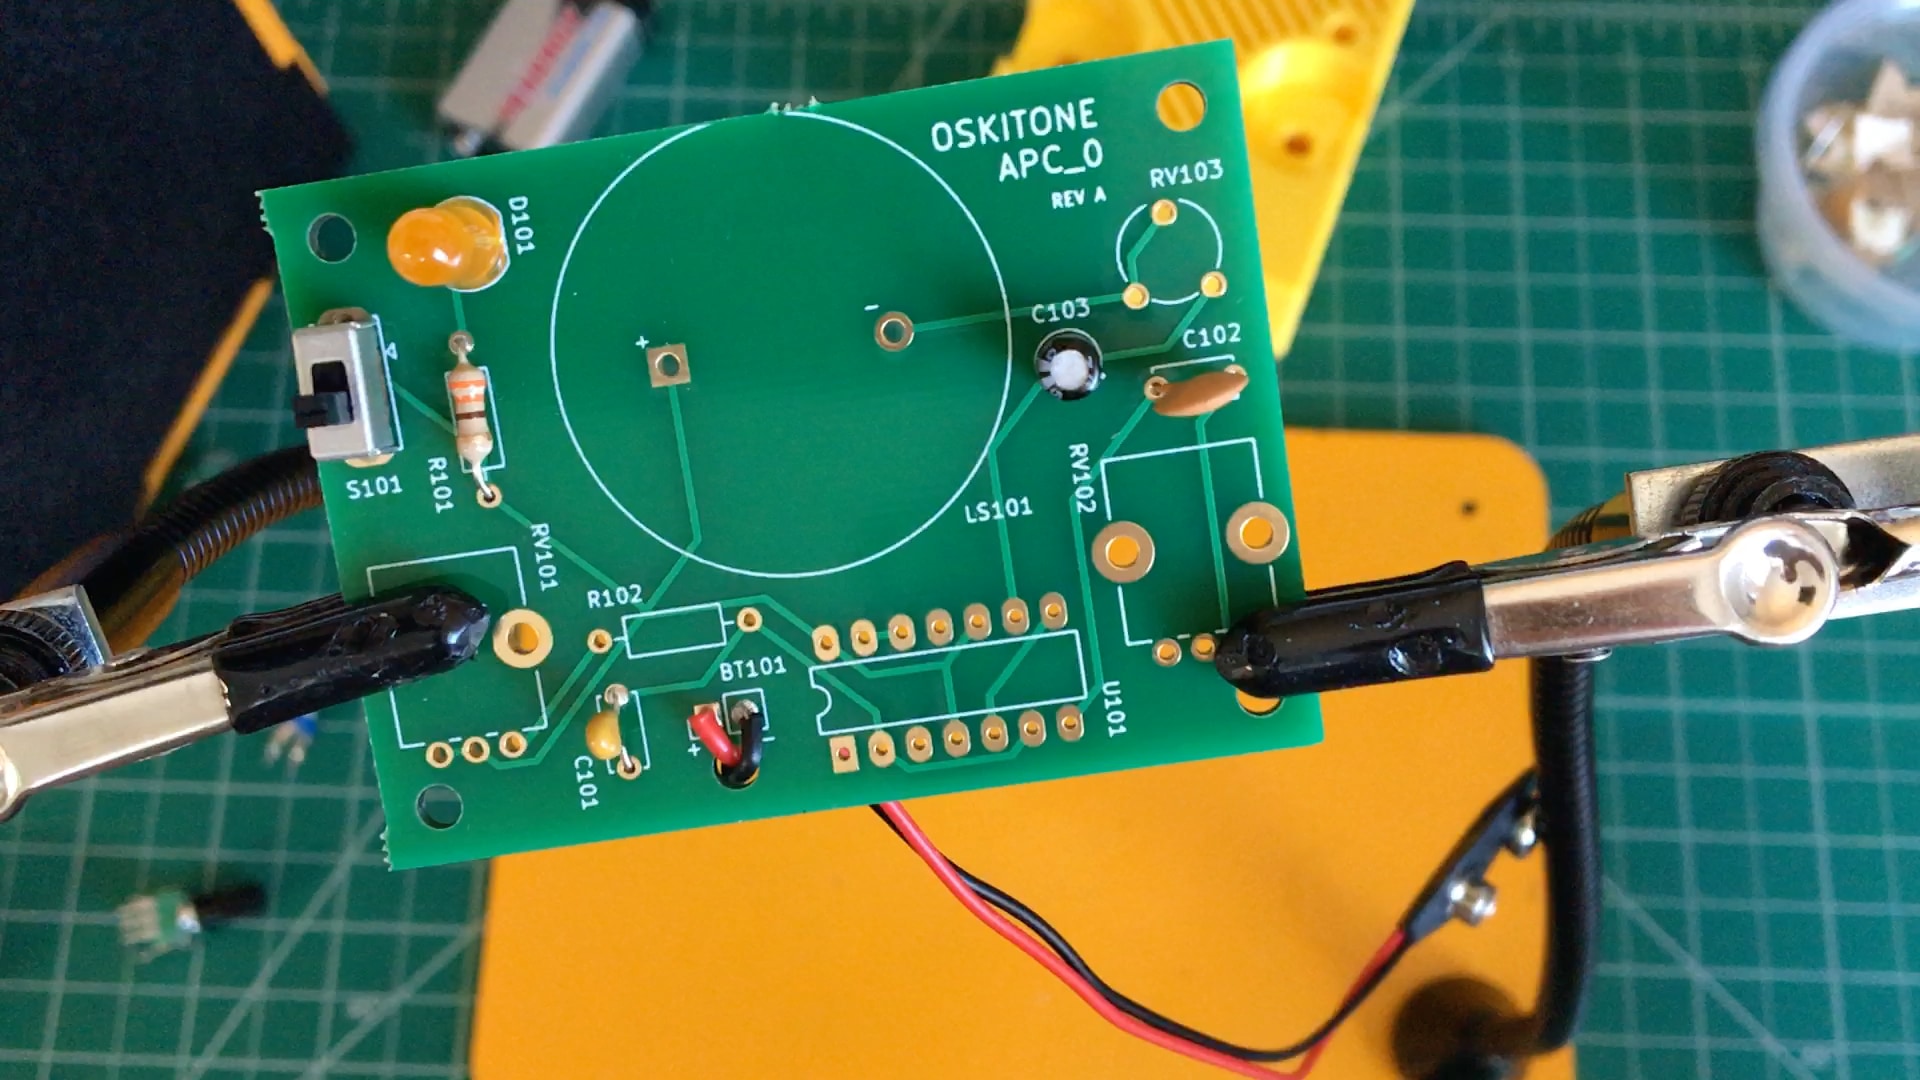 OSKITONE
APC_0
REV A
RV103
D101
+
-
C103
C102
S101
R101
RV101
LS101
RV102
R102
BT101
+
-
C101
U101